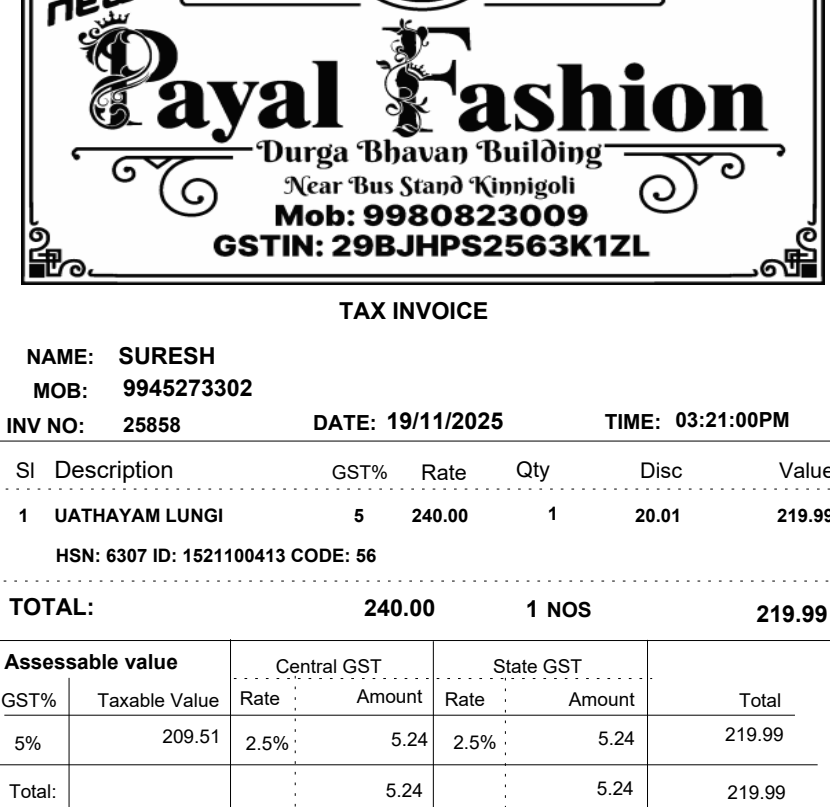 new
Payal Fashion
Durga Bhavan Building
Near Bus Stand Kinnigoli
Mob: 9980823009
GSTIN: 29BJHPS2563K1ZL
TAX INVOICE
NAME: SURESH
MOB: 9945273302
INV NO: 25858 DATE: 19/11/2025 TIME: 03:21:00PM
Sl Description GST% Rate Qty Disc Value
1 UATHAYAM LUNGI 5 240.00 1 20.01 219.99
HSN: 6307 ID: 1521100413 CODE: 56
TOTAL: 240.00 1 NOS 219.99
Assessable value Central GST State GST
GST% Taxable Value Rate Amount Rate Amount Total
5% 209.51 2.5% 5.24 2.5% 5.24 219.99
Total: 5.24 5.24 219.99